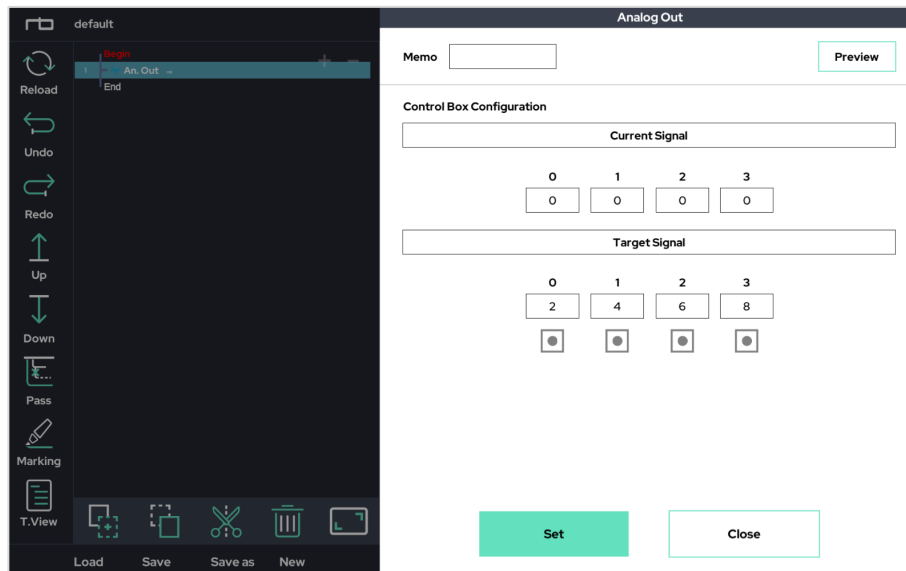 default
Reload
Undo
Redo
Up
Down
Pass
Marking
T.View
Begin
1 An. Out →
End
Load Save Save as New
Analog Out
Memo Preview
Control Box Configuration
Current Signal
0 1 2 3
0 0 0 0
Target Signal
0 1 2 3
2 4 6 8
Set Close